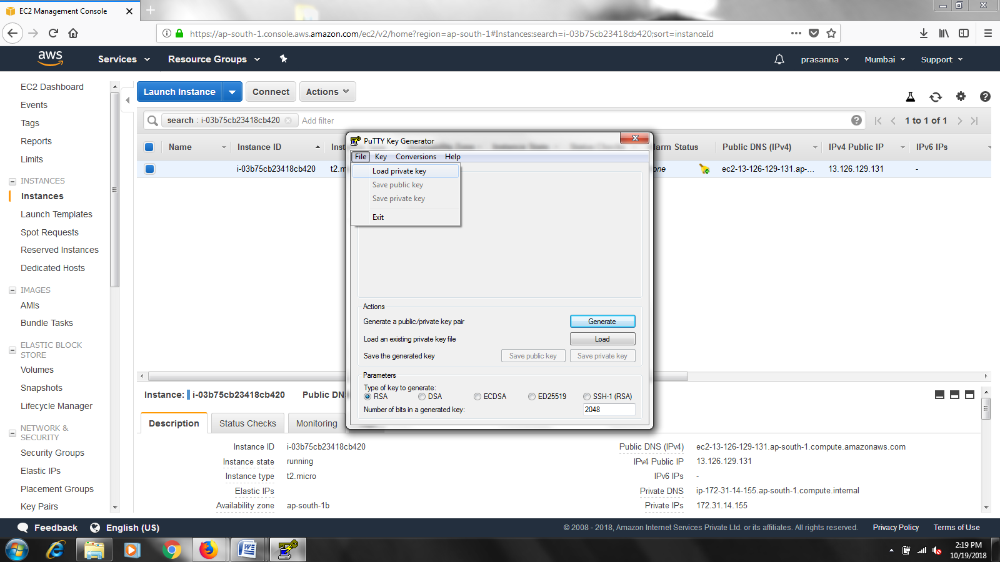 EC2 Management Console
https://ap-south-1.console.aws.amazon.com/ec2/v2/home?region=ap-south-1#Instances:search=i-03b75cb23418cb420;sort=instanceId
aws
Services
Resource Groups
prasanna
Mumbai
Support
EC2 Dashboard
Events
Tags
Reports
Limits
INSTANCES
Instances
Launch Templates
Spot Requests
Reserved Instances
Dedicated Hosts
IMAGES
AMIs
Bundle Tasks
ELASTIC BLOCK
STORE
Volumes
Snapshots
Lifecycle Manager
NETWORK &
SECURITY
Security Groups
Elastic IPs
Placement Groups
Key Pairs
Launch Instance
Connect
Actions
search : i-03b75cb23418cb420
Add filter
1 to 1 of 1
Name
Instance ID
Public DNS (IPv4)
IPv4 Public IP
IPv6 IPs
Status
i-03b75cb23418cb420
t2.m
ec2-13-126-129-131.ap-...
13.126.129.131
-
PuTTY Key Generator
File Key Conversions Help
Load private key
Save public key
Save private key
Exit
Actions
Generate a public/private key pair
Generate
Load an existing private key file
Load
Save the generated key
Save public key
Save private key
Parameters
Type of key to generate:
RSA DSA ECDSA ED25519 SSH-1 (RSA)
Number of bits in a generated key:
2048
Instance: i-03b75cb23418cb420 Public DN
Description
Status Checks
Monitoring
Instance ID i-03b75cb23418cb420
Instance state running
Instance type t2.micro
Elastic IPs
Availability zone ap-south-1b
Public DNS (IPv4) ec2-13-126-129-131.ap-south-1.compute.amazonaws.com
IPv4 Public IP 13.126.129.131
IPv6 IPs -
Private DNS ip-172-31-14-155.ap-south-1.compute.internal
Private IPs 172.31.14.155
Feedback
English (US)
© 2008 - 2018, Amazon Internet Services Private Ltd. or its affiliates. All rights reserved.
Privacy Policy
Terms of Use
2:19 PM
10/19/2018